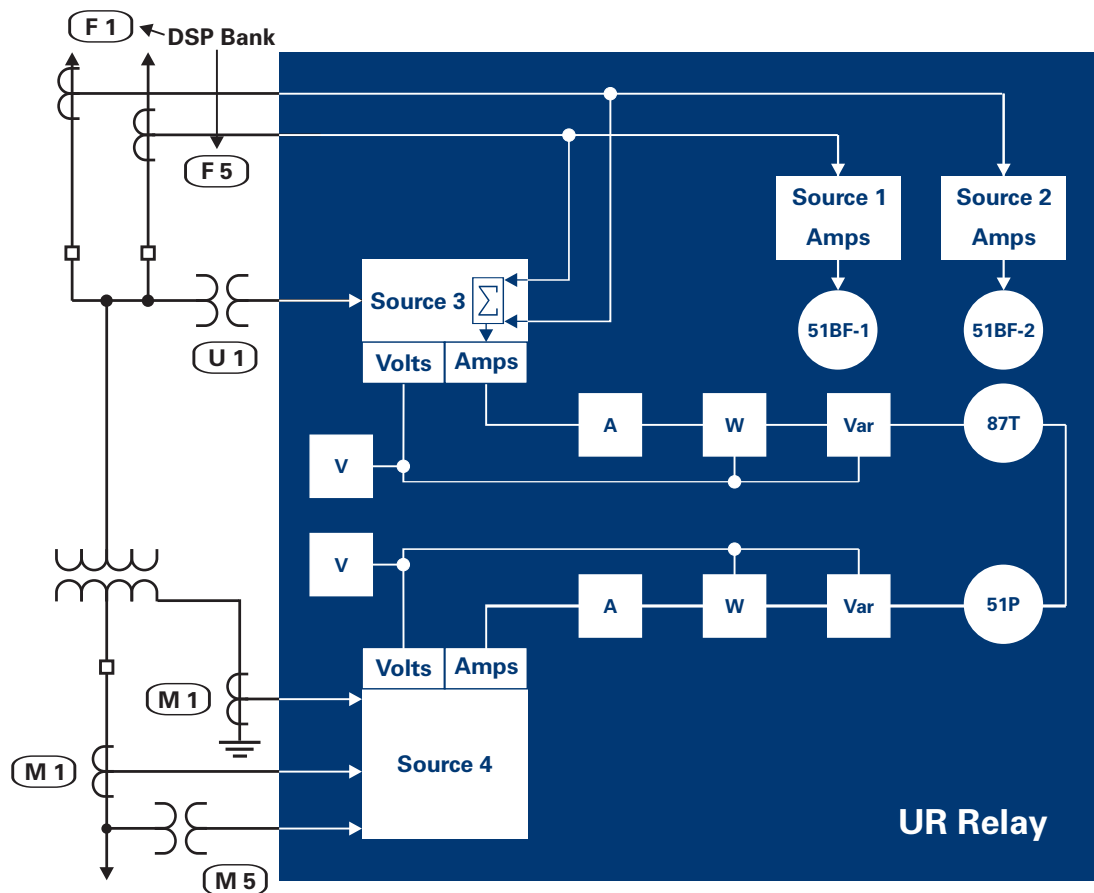 F 1
DSP Bank
F 5
Source 1
Amps
Source 2
Amps
Source 3
Σ
U 1
Volts
Amps
51BF-1
51BF-2
A
W
Var
87T
V
V
A
W
Var
51P
Volts
Amps
M 1
Source 4
M 1
M 5
UR Relay